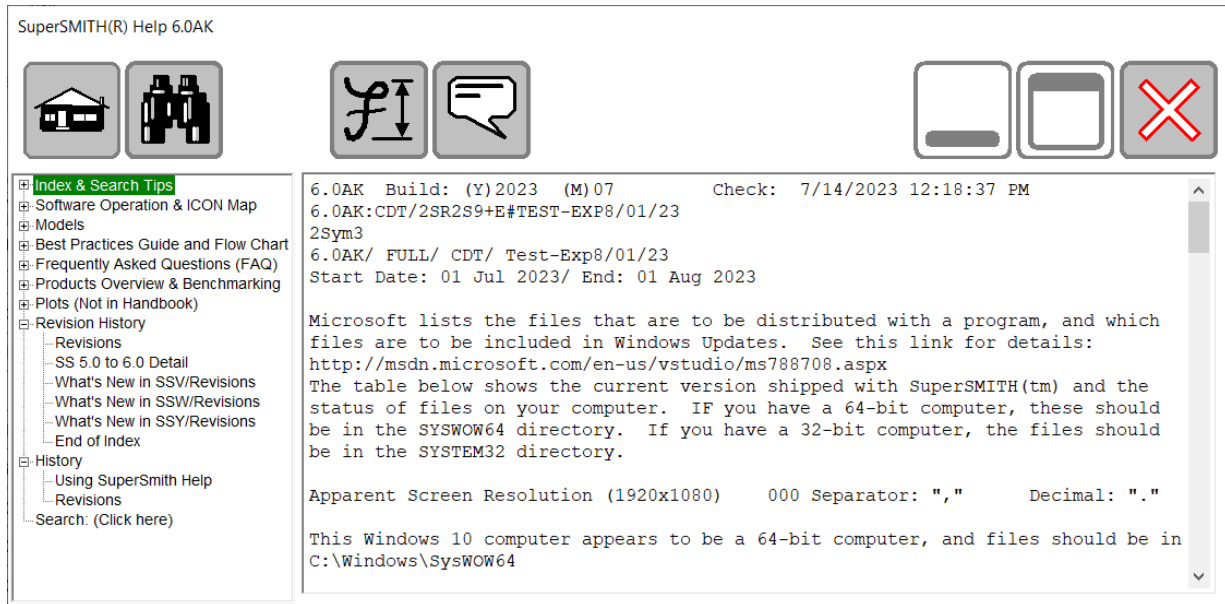 SuperSMITH(R) Help 6.0AK
Index & Search Tips
Software Operation & ICON Map
Models
Best Practices Guide and Flow Chart
Frequently Asked Questions (FAQ)
Products Overview & Benchmarking
Plots (Not in Handbook)
Revision History
Revisions
SS 5.0 to 6.0 Detail
What's New in SSV/Revisions
What's New in SSW/Revisions
What's New in SSY/Revisions
End of Index
History
Using SuperSmith Help
Revisions
Search: (Click here)
6.0AK Build: (Y)2023 (M)07 Check: 7/14/2023 12:18:37 PM
6.0AK:CDT/2SR2S9+E#TEST-EXP8/01/23
2Sym3
6.0AK/ FULL/ CDT/ Test-Exp8/01/23
Start Date: 01 Jul 2023/ End: 01 Aug 2023
Microsoft lists the files that are to be distributed with a program, and which
files are to be included in Windows Updates. See this link for details:
http://msdn.microsoft.com/en-us/vstudio/ms788708.aspx
The table below shows the current version shipped with SuperSMITH(tm) and the
status of files on your computer. IF you have a 64-bit computer, these should
be in the SYSWOW64 directory. If you have a 32-bit computer, the files should
be in the SYSTEM32 directory.
Apparent Screen Resolution (1920x1080) 000 Separator: "," Decimal: "."
This Windows 10 computer appears to be a 64-bit computer, and files should be in
C:\Windows\SysWOW64